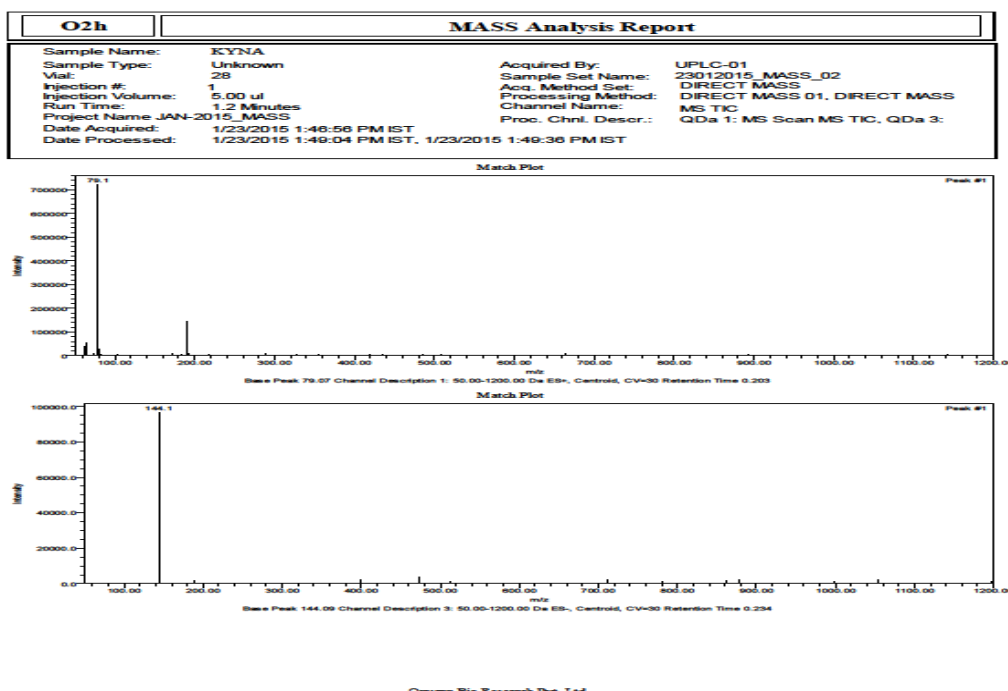 O2h MASS Analysis Report
Sample Name: KYNA
Sample Type: Unknown Acquired By: UPLC-01
Vial: 28 Sample Set Name: 23012015_MASS_02
Injection #: 1 Acq. Method Set: DIRECT MASS
Injection Volume: 5.00 ul Processing Method: DIRECT MASS 01, DIRECT MASS
Run Time: 1.2 Minutes Channel Name: MS TIC
Project Name JAN-2015_MASS Proc. Chnl. Descr.: QDa 1: MS Scan MS TIC, QDa 3:
Date Acquired: 1/23/2015 1:46:56 PM IST
Date Processed: 1/23/2015 1:49:04 PM IST, 1/23/2015 1:49:36 PM IST
Match Plot
79.1 Peak #1
700000
600000
500000
400000
300000
200000
100000
0
Intensity
100.00 200.00 300.00 400.00 500.00 600.00 700.00 800.00 900.00 1000.00 1100.00 1200.0
m/z
Base Peak 79.07 Channel Description 1: 50.00-1200.00 Da ES+, Centroid, CV=30 Retention Time 0.203
Match Plot
144.1 Peak #1
100000.0
80000.0
60000.0
40000.0
20000.0
0.0
Intensity
100.00 200.00 300.00 400.00 500.00 600.00 700.00 800.00 900.00 1000.00 1100.00 1200.0
m/z
Base Peak 144.09 Channel Description 3: 50.00-1200.00 Da ES-, Centroid, CV=30 Retention Time 0.234